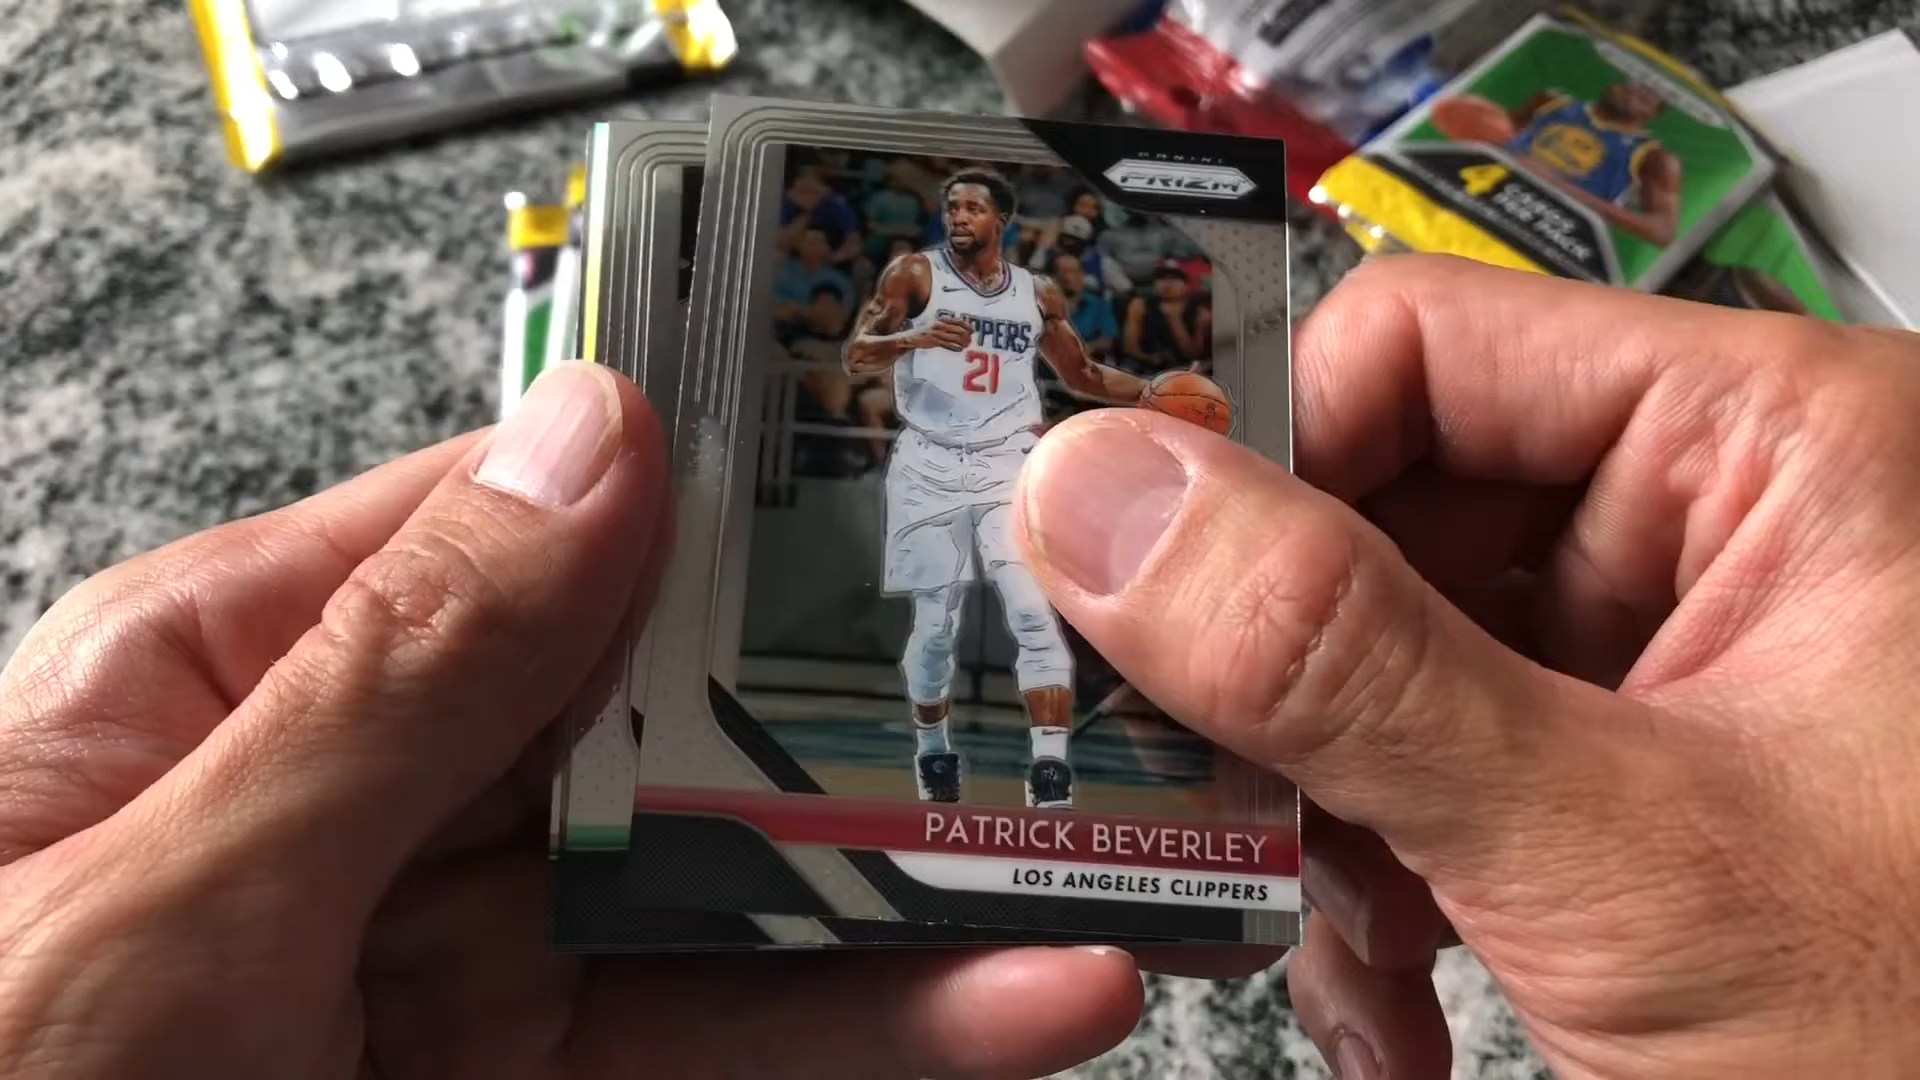 PANINI
PRIZM
CLIPPERS
21
4 CARDS
PER PACK
PATRICK BEVERLEY
LOS ANGELES CLIPPERS